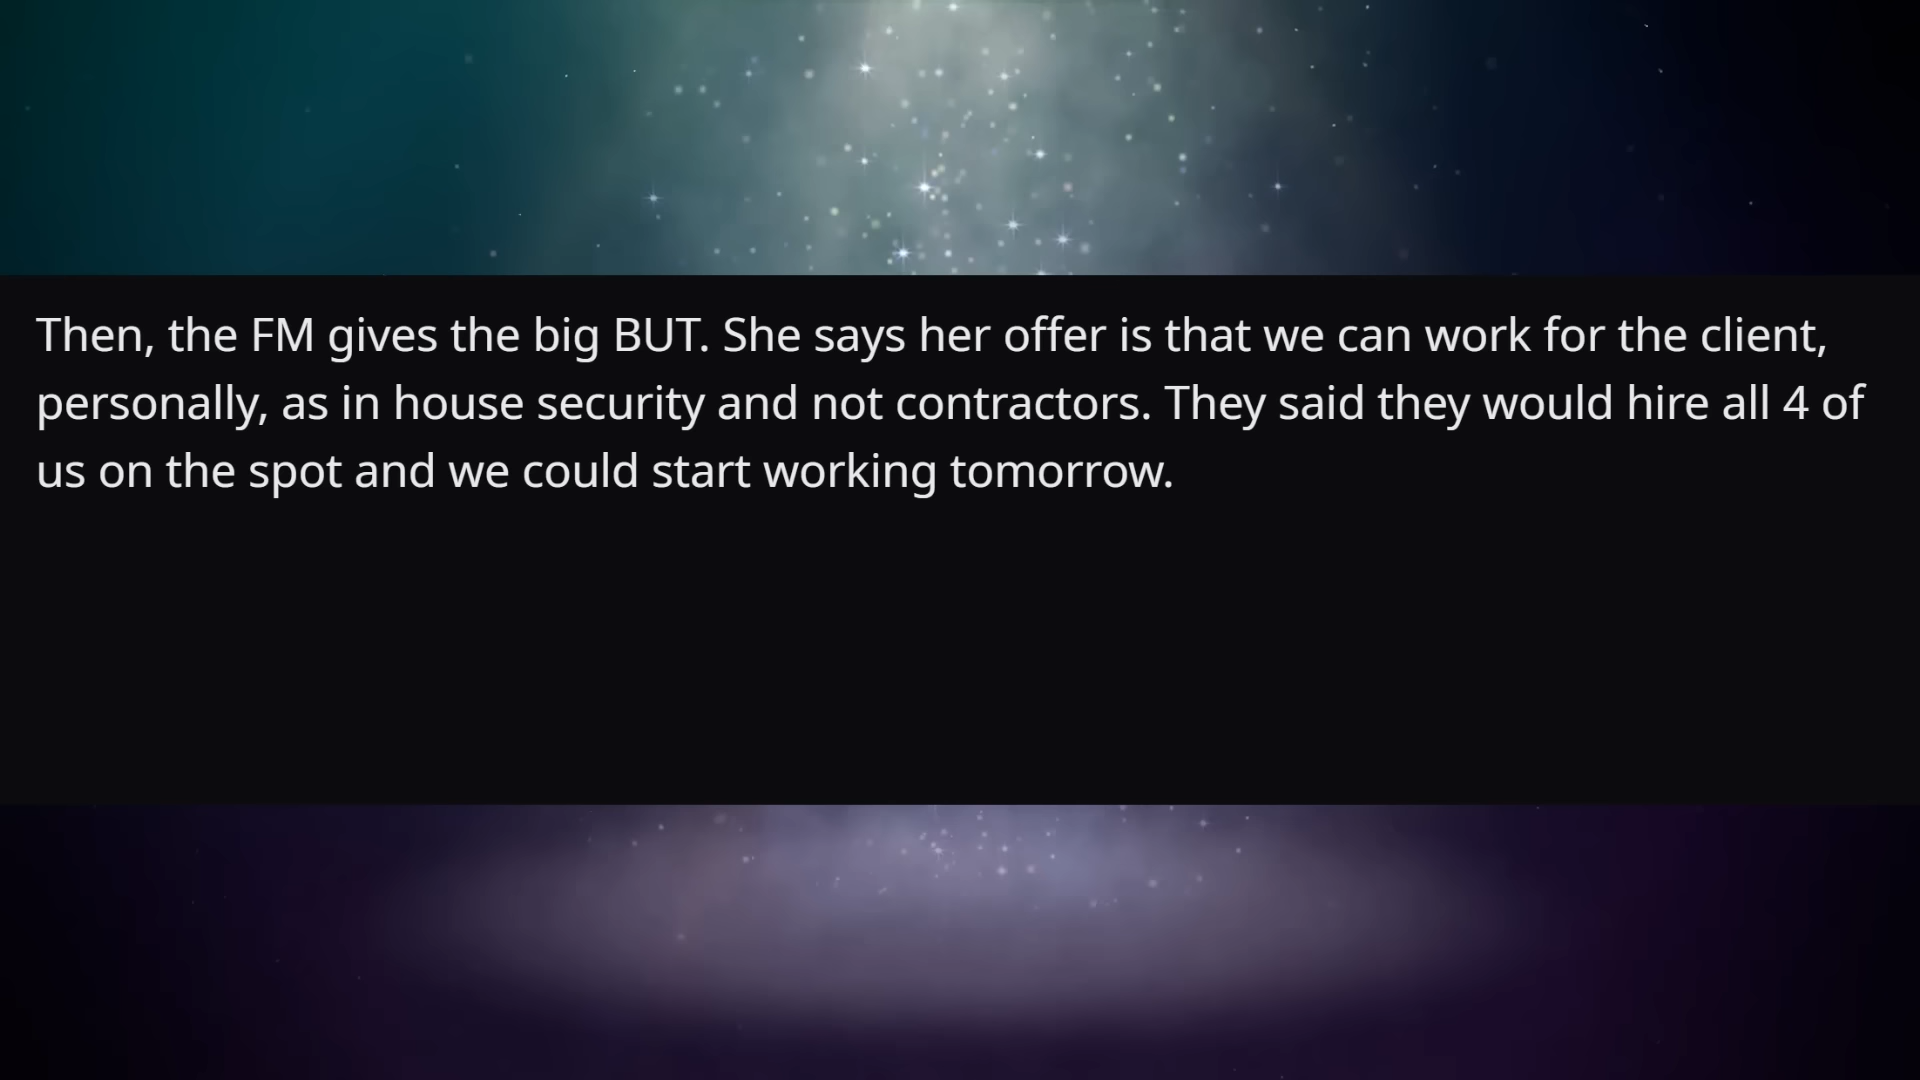 Then, the FM gives the big BUT. She says her offer is that we can work for the client,
personally, as in house security and not contractors. They said they would hire all 4 of
us on the spot and we could start working tomorrow.